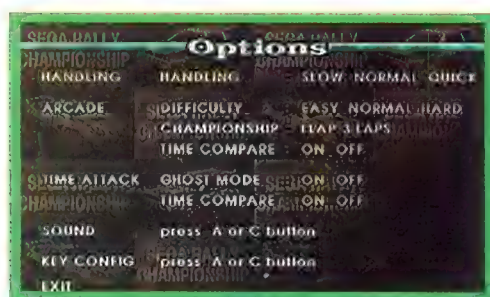 Options
HANDLING HANDLING SLOW NORMAL QUICK
ARCADE DIFFICULTY EASY NORMAL HARD
CHAMPIONSHIP 1LAP 3 LAPS
TIME COMPARE ON OFF
TIME ATTACK GHOST MODE ON OFF
TIME COMPARE ON OFF
SOUND press A or C button
KEY CONFIG press A or C button
EXIT